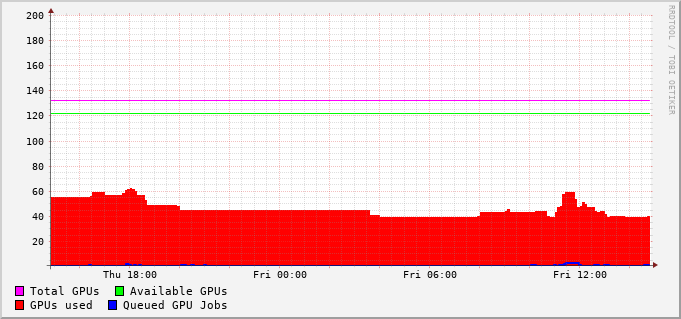 200
180
160
140
120
100
80
60
40
20
Thu 18:00 Fri 00:00 Fri 06:00 Fri 12:00
Total GPUs Available GPUs
GPUs used Queued GPU Jobs
RRDTOOL / TOBI OETIKER